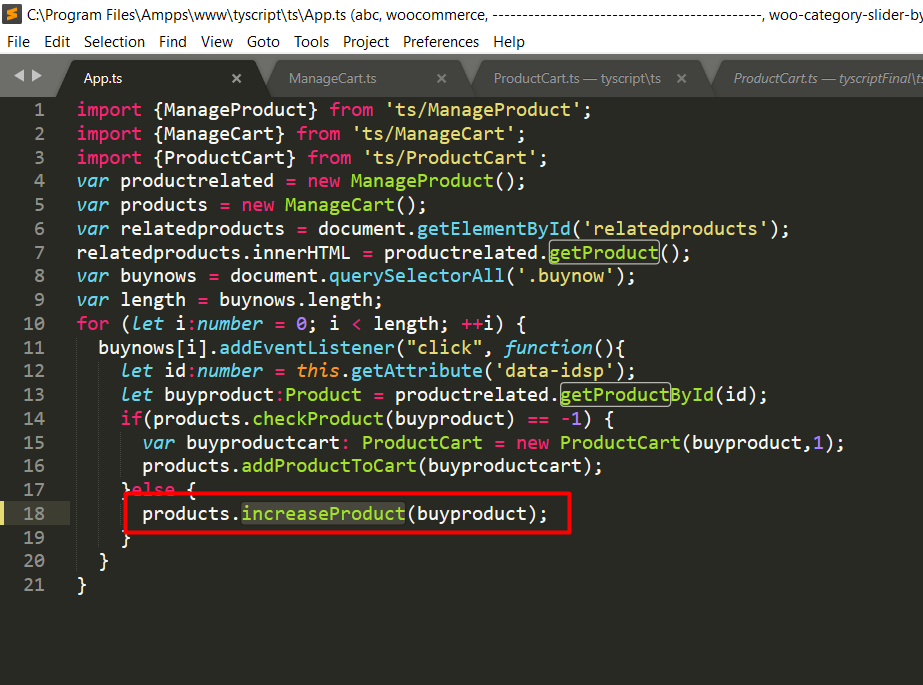 C:\Program Files\Ampps\www\tyscript\ts\App.ts (abc, woocommerce, -----------------------------------------------, woo-category-slider-by
File Edit Selection Find View Goto Tools Project Preferences Help
App.ts × ManageCart.ts × ProductCart.ts — tyscript\ts × ProductCart.ts — tyscriptFinal\ts
1 import {ManageProduct} from 'ts/ManageProduct';
2 import {ManageCart} from 'ts/ManageCart';
3 import {ProductCart} from 'ts/ProductCart';
4 var productrelated = new ManageProduct();
5 var products = new ManageCart();
6 var relatedproducts = document.getElementById('relatedproducts');
7 relatedproducts.innerHTML = productrelated.getProduct();
8 var buynows = document.querySelectorAll('.buynow');
9 var length = buynows.length;
10 for (let i:number = 0; i < length; ++i) {
11 buynows[i].addEventListener("click", function(){
12 let id:number = this.getAttribute('data-idsp');
13 let buyproduct:Product = productrelated.getProductById(id);
14 if(products.checkProduct(buyproduct) == -1) {
15 var buyproductcart: ProductCart = new ProductCart(buyproduct,1);
16 products.addProductToCart(buyproductcart);
17 }else {
18 products.increaseProduct(buyproduct);
19 }
20 }
21 }